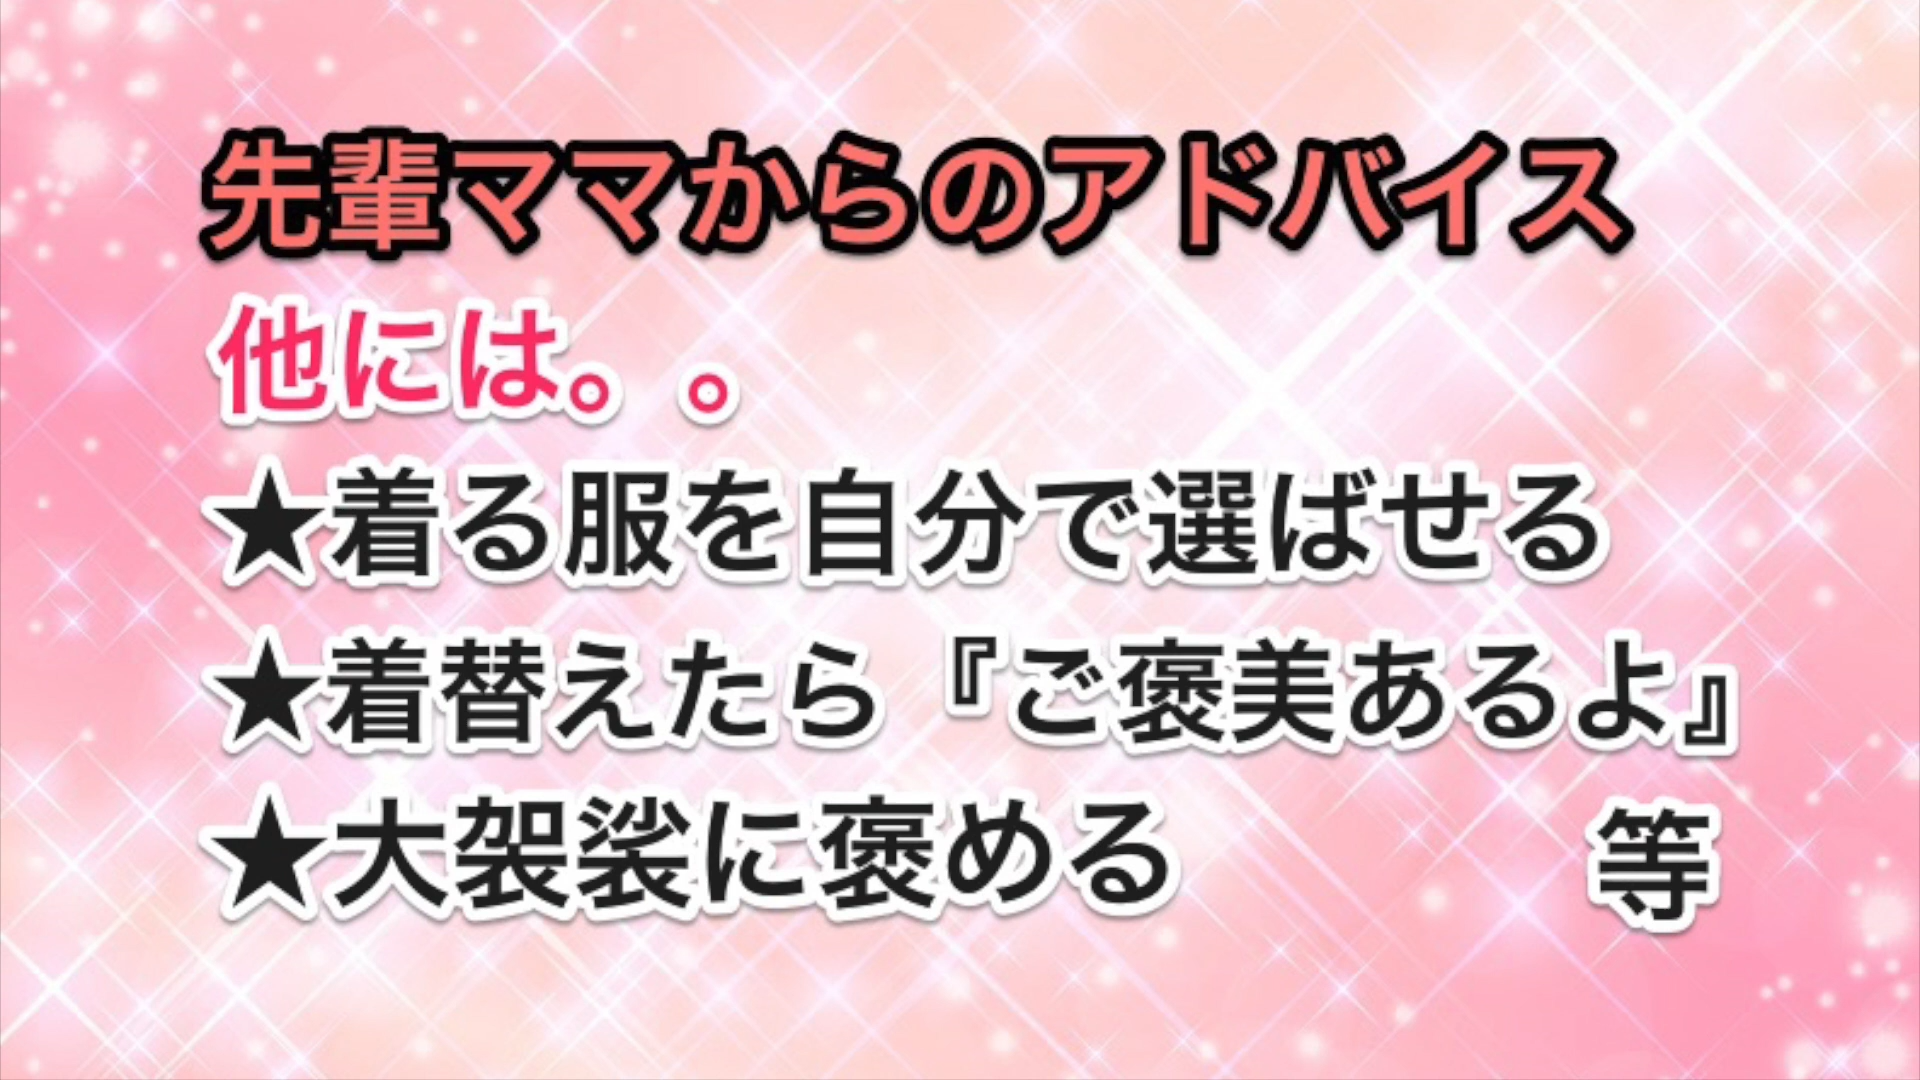 先輩ママからのアドバイス
他には。。
★着る服を自分で選ばせる
★着替えたら『ご褒美あるよ』
★大袈裟に褒める 等